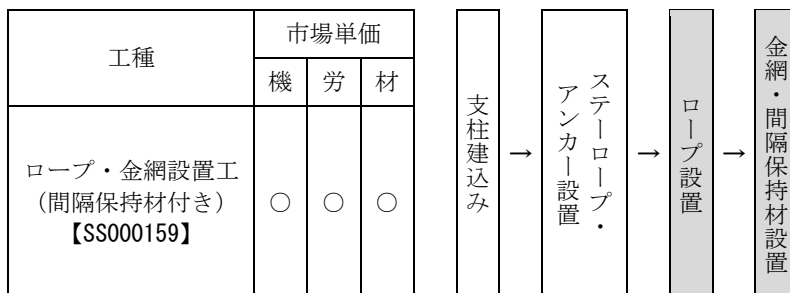 工種
市場単価
機 労 材
ロープ・金網設置工
(間隔保持材付き)
【SS000159】
○ ○ ○
支柱建込み
→
ステーロープ・
アンカー設置
→
ロープ設置
→
金網・間隔保持材設置